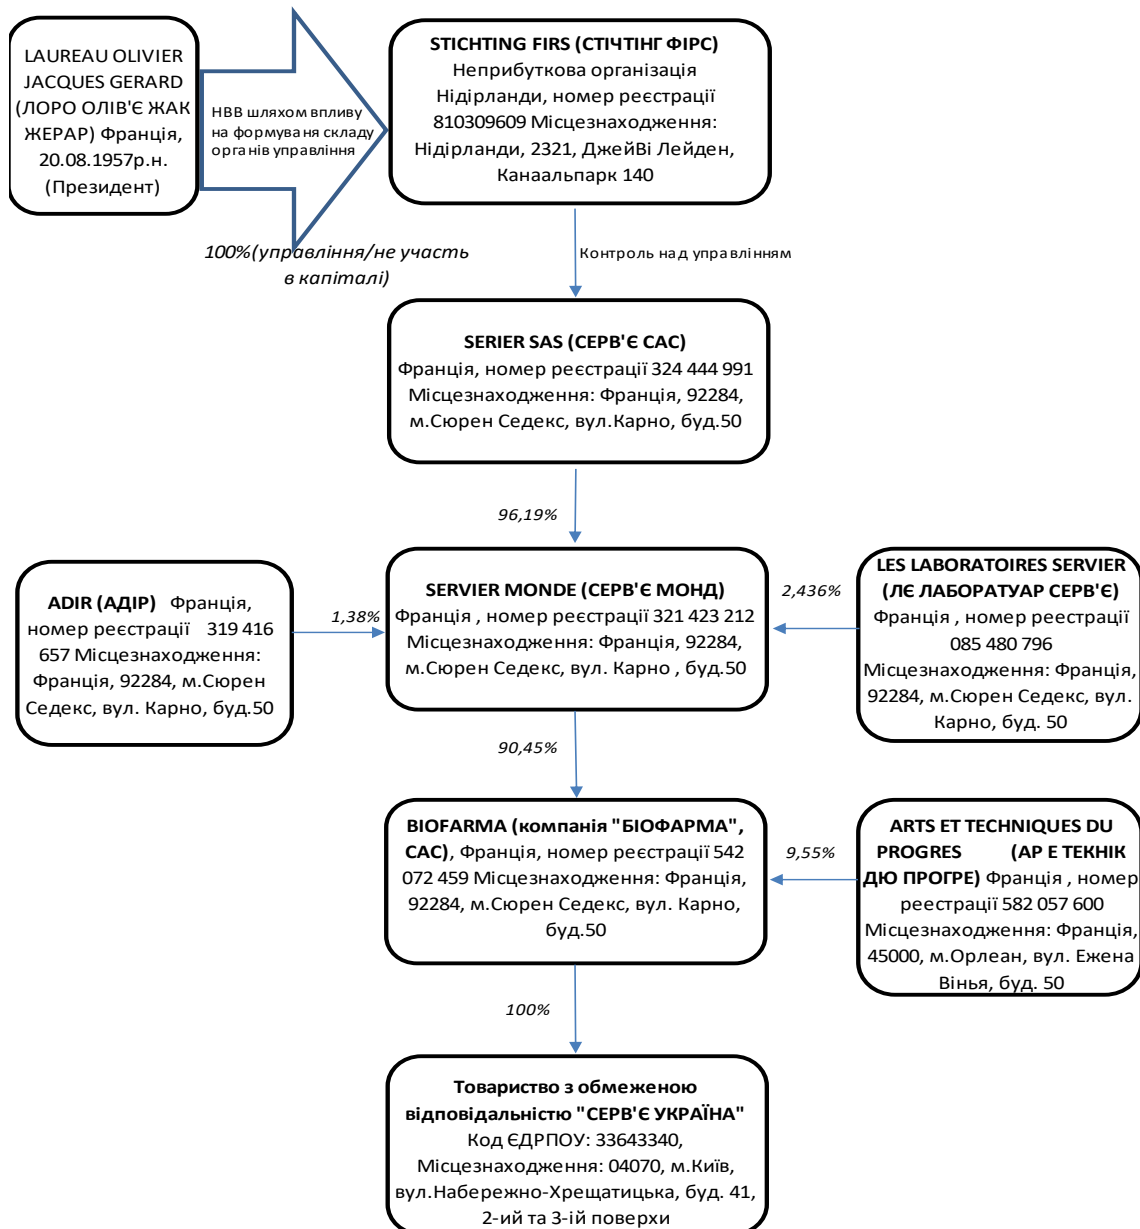 LAUREAU OLIVIER
JACQUES GERARD
(ЛОРО ОЛІВ'Є ЖАК
ЖЕРАР) Франція,
20.08.1957р.н.
(Президент)
НВВ шляхом впливу
на формуваня складу
органів управління
STICHTING FIRS (СТІЧТІНГ ФІРС)
Неприбуткова організація
Нідірланди, номер реєстрації
810309609 Місцезнаходження:
Нідірланди, 2321, ДжейВі Лейден,
Канаальпарк 140
100%(управління/не участь
в капіталі)
Контроль над управлінням
SERIER SAS (СЕРВ'Є САС)
Франція, номер реєстрації 324 444 991
Місцезнаходження: Франція, 92284,
м.Сюрен Седекс, вул.Карно, буд.50
96,19%
ADIR (АДІР) Франція,
номер реєстрації 319 416
657 Місцезнаходження:
Франція, 92284, м.Сюрен
Седекс, вул. Карно, буд.50
1,38%
SERVIER MONDE (СЕРВ'Є МОНД)
Франція , номер реєстрації 321 423 212
Місцезнаходження: Франція, 92284,
м.Сюрен Седекс, вул. Карно , буд.50
2,436%
LES LABORATOIRES SERVIER
(ЛЄ ЛАБОРАТУАР СЕРВ'Є)
Франція , номер реєстрації
085 480 796
Місцезнаходження: Франція,
92284, м.Сюрен Седекс, вул.
Карно, буд. 50
90,45%
BIOFARMA (компанія "БІОФАРМА",
САС), Франція, номер реєстрації 542
072 459 Місцезнаходження: Франція,
92284, м.Сюрен Седекс, вул. Карно,
буд.50
9,55%
ARTS ET TECHNIQUES DU
PROGRES (АР Е ТЕКНІК
ДЮ ПРОГРЕ) Франція , номер
реєстрації 582 057 600
Місцезнаходження: Франція,
45000, м.Орлеан, вул. Ежена
Вінья, буд. 50
100%
Товариство з обмеженою
відповідальністю "СЕРВ'Є УКРАЇНА"
Код ЄДРПОУ: 33643340,
Місцезнаходження: 04070, м.Київ,
вул.Набережно-Хрещатицька, буд. 41,
2-ий та 3-ій поверхи